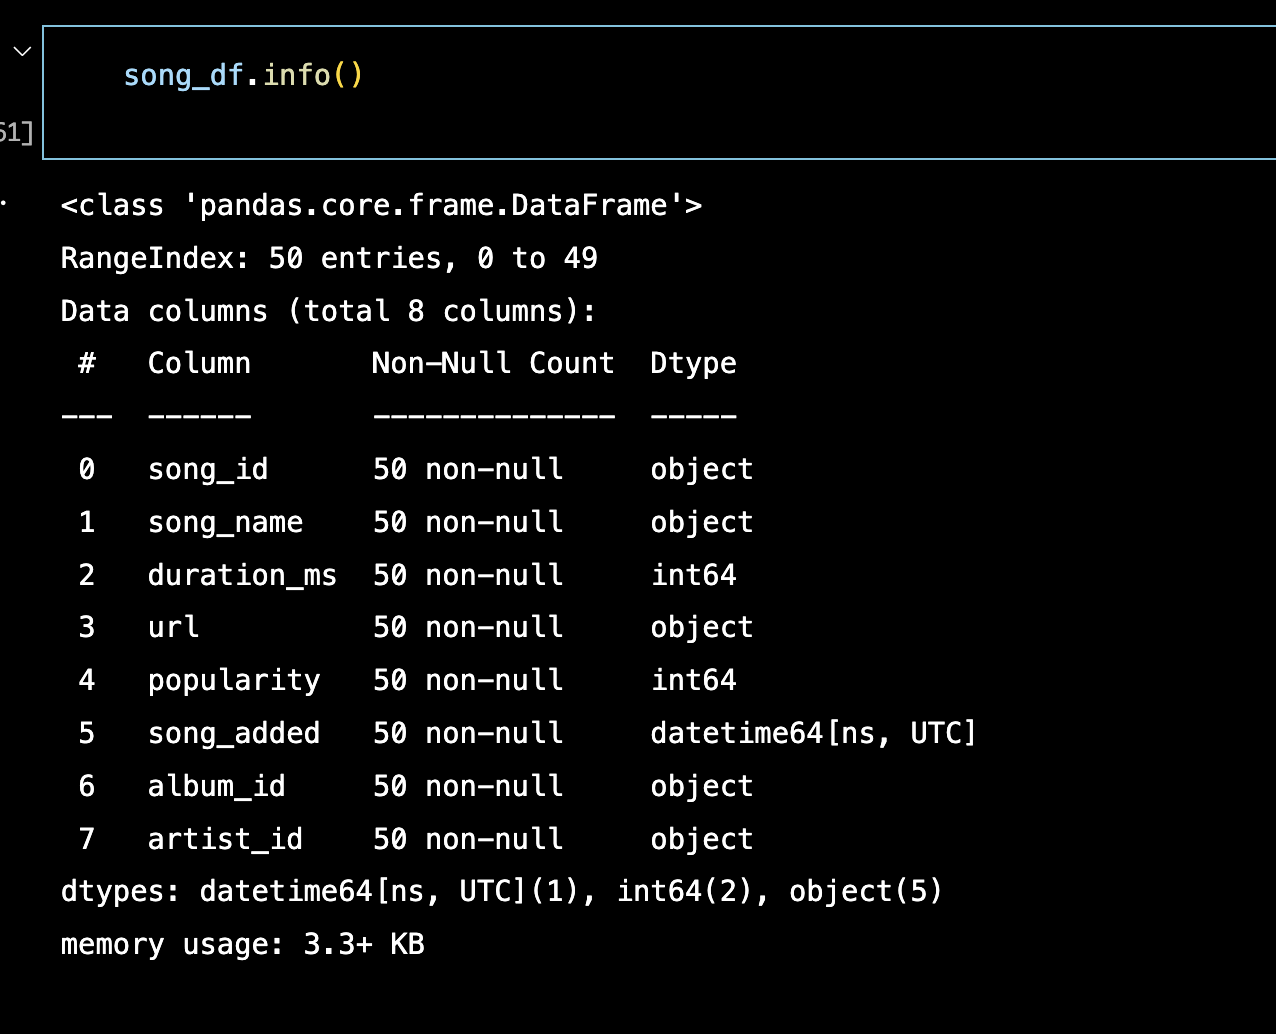 song_df.info()
61]
<class 'pandas.core.frame.DataFrame'>
RangeIndex: 50 entries, 0 to 49
Data columns (total 8 columns):
 #   Column       Non-Null Count  Dtype
---  ------       --------------  -----
 0   song_id      50 non-null     object
 1   song_name    50 non-null     object
 2   duration_ms  50 non-null     int64
 3   url          50 non-null     object
 4   popularity   50 non-null     int64
 5   song_added   50 non-null     datetime64[ns, UTC]
 6   album_id     50 non-null     object
 7   artist_id    50 non-null     object
dtypes: datetime64[ns, UTC](1), int64(2), object(5)
memory usage: 3.3+ KB